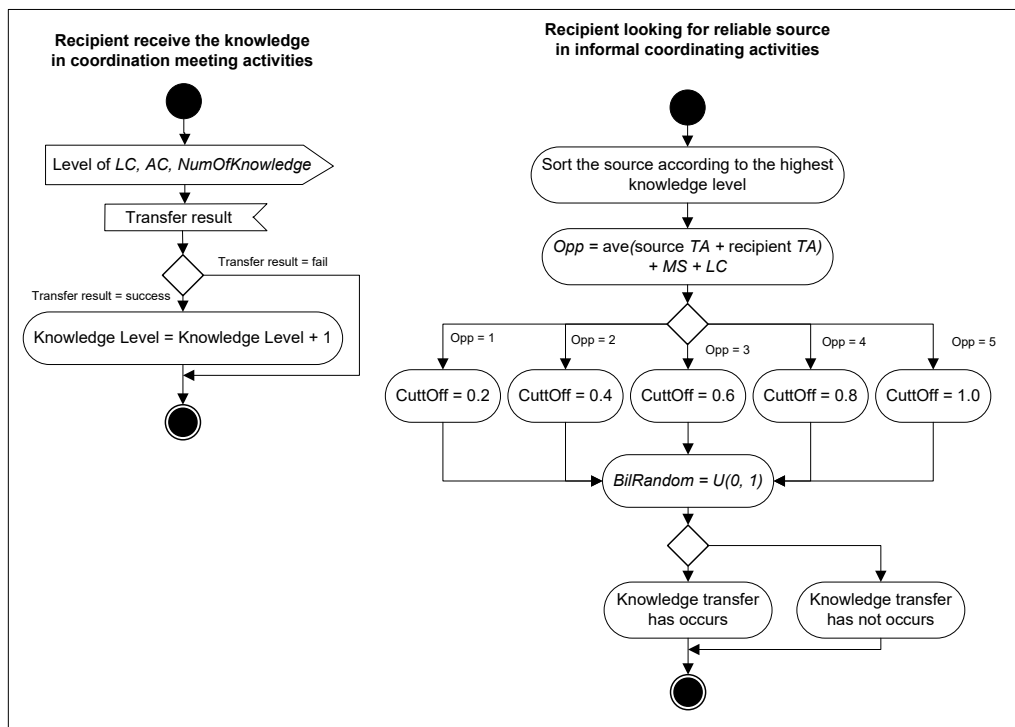 Recipient receive the knowledge
in coordination meeting activities
Level of LC, AC, NumOfKnowledge
Transfer result
Transfer result = fail
Transfer result = success
Knowledge Level = Knowledge Level + 1
Recipient looking for reliable source
in informal coordinating activities
Sort the source according to the highest
knowledge level
Opp = ave(source TA + recipient TA)
+ MS + LC
Opp = 1
Opp = 2
Opp = 3
Opp = 4
Opp = 5
CuttOff = 0.2
CuttOff = 0.4
CuttOff = 0.6
CuttOff = 0.8
CuttOff = 1.0
BilRandom = U(0, 1)
Knowledge transfer
has occurs
Knowledge transfer
has not occurs